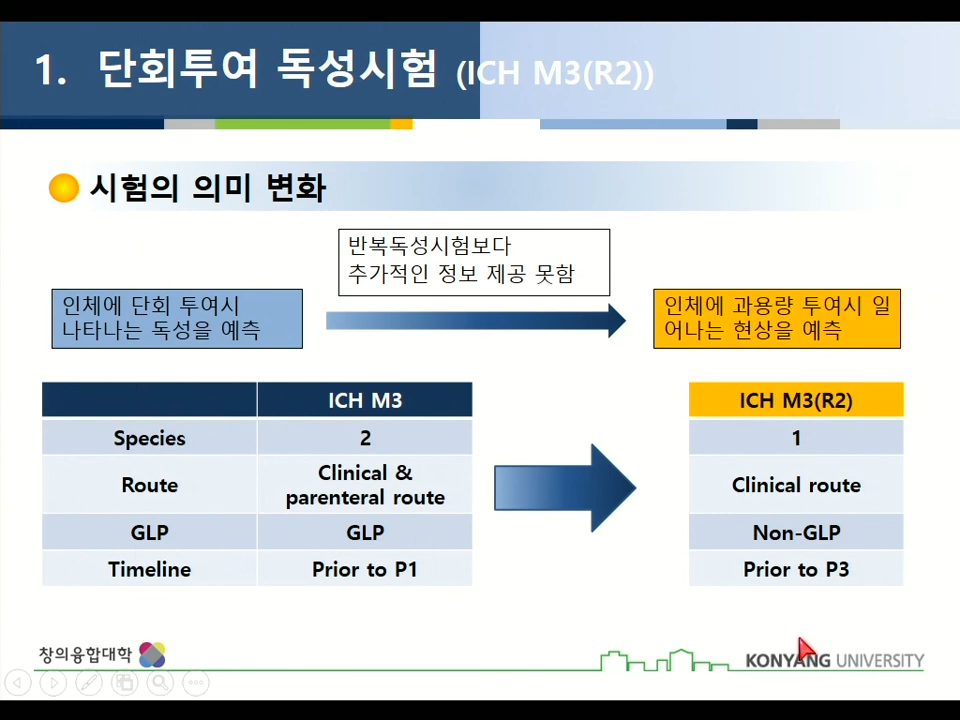 1. 단회투여 독성시험 (ICH M3(R2))
시험의 의미 변화
반복독성시험보다
추가적인 정보 제공 못함
인체에 단회 투여시
나타나는 독성을 예측
인체에 과용량 투여시 일
어나는 현상을 예측
ICH M3
Species 2
Route Clinical &
parenteral route
GLP GLP
Timeline Prior to P1
ICH M3(R2)
1
Clinical route
Non-GLP
Prior to P3
창의융합대학
KONYANG UNIVERSITY